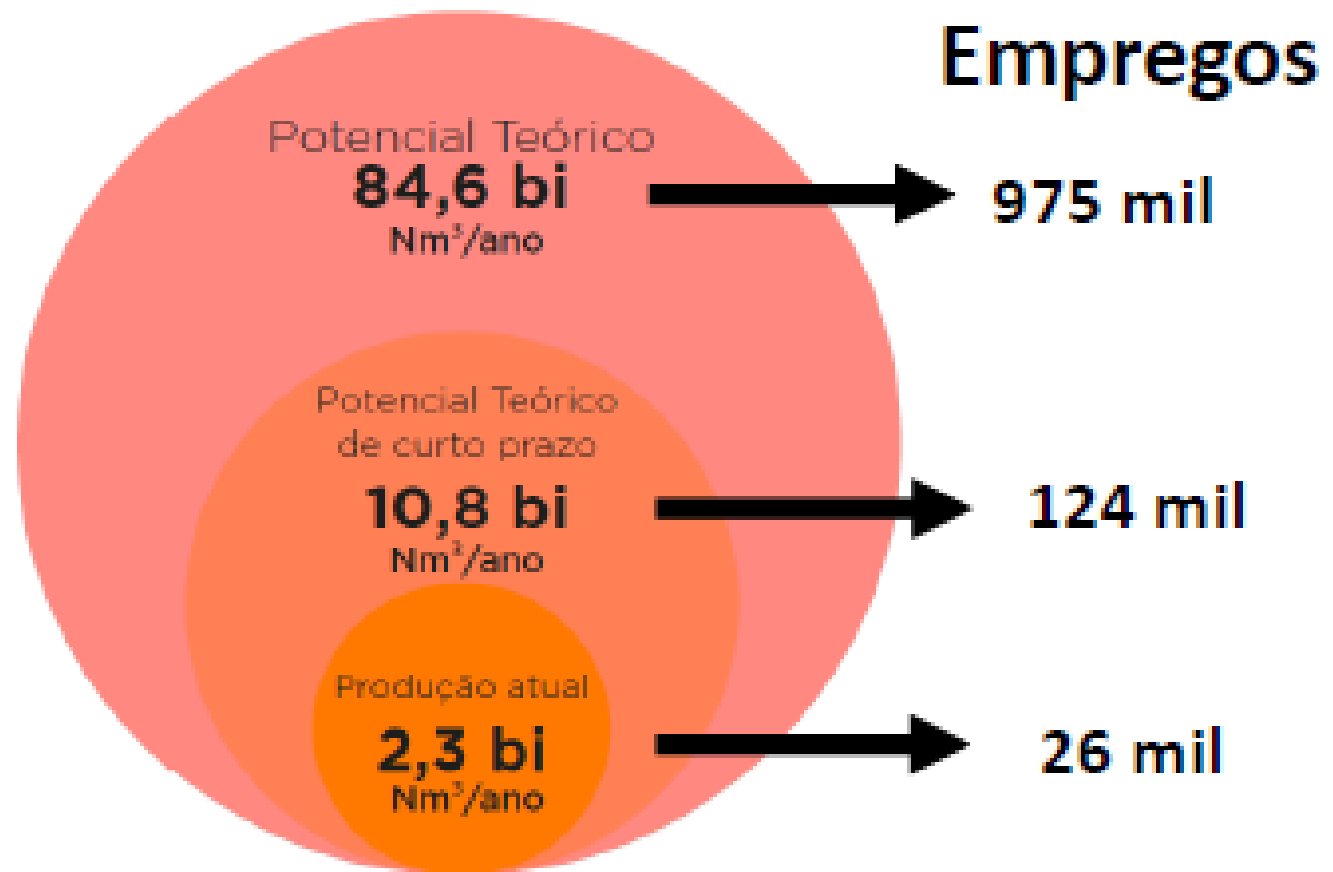 Empregos
Potencial Teórico
84,6 bi
Nm³/ano
975 mil
Potencial Teórico
de curto prazo
10,8 bi
Nm³/ano
124 mil
Produção atual
2,3 bi
Nm³/ano
26 mil